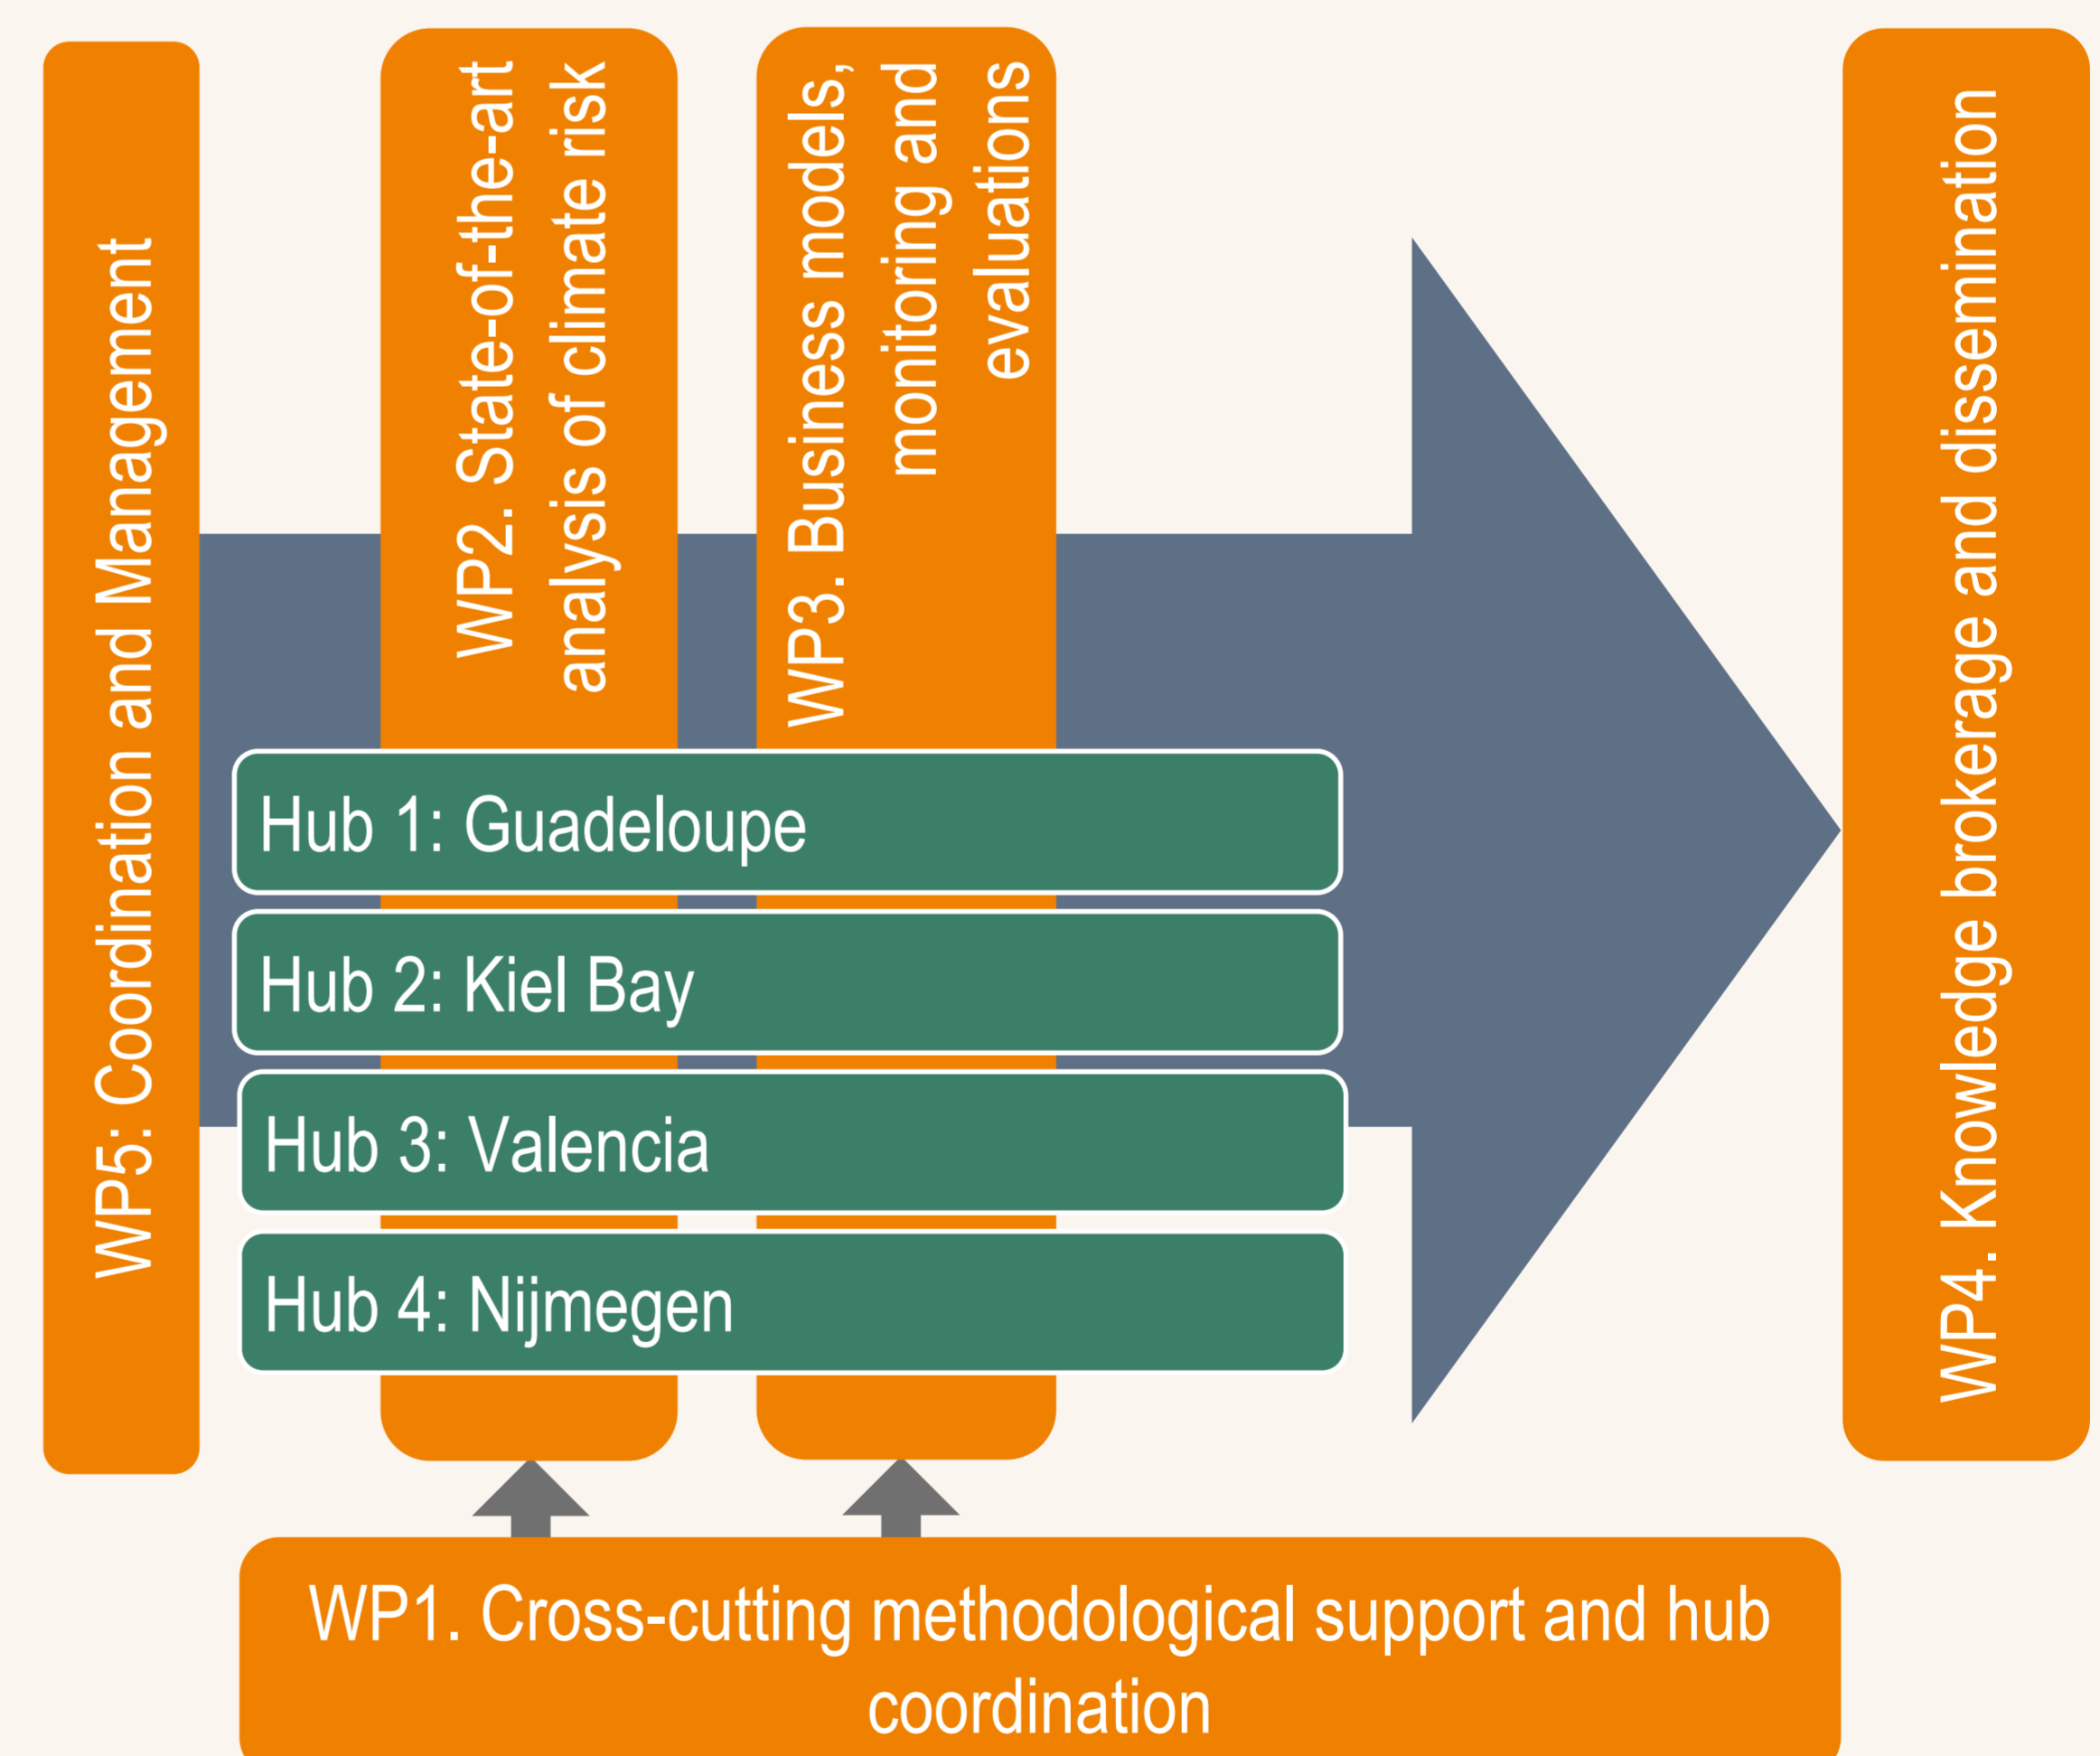 WP5: Coordination and Management
WP2. State-of-the-art
analysis of climate risk
WP3. Business models,
monitoring and
evaluations
Hub 1: Guadeloupe
Hub 2: Kiel Bay
Hub 3: Valencia
Hub 4: Nijmegen
WP4. Knowledge brokerage and dissemination
WP1. Cross-cutting methodological support and hub
coordination